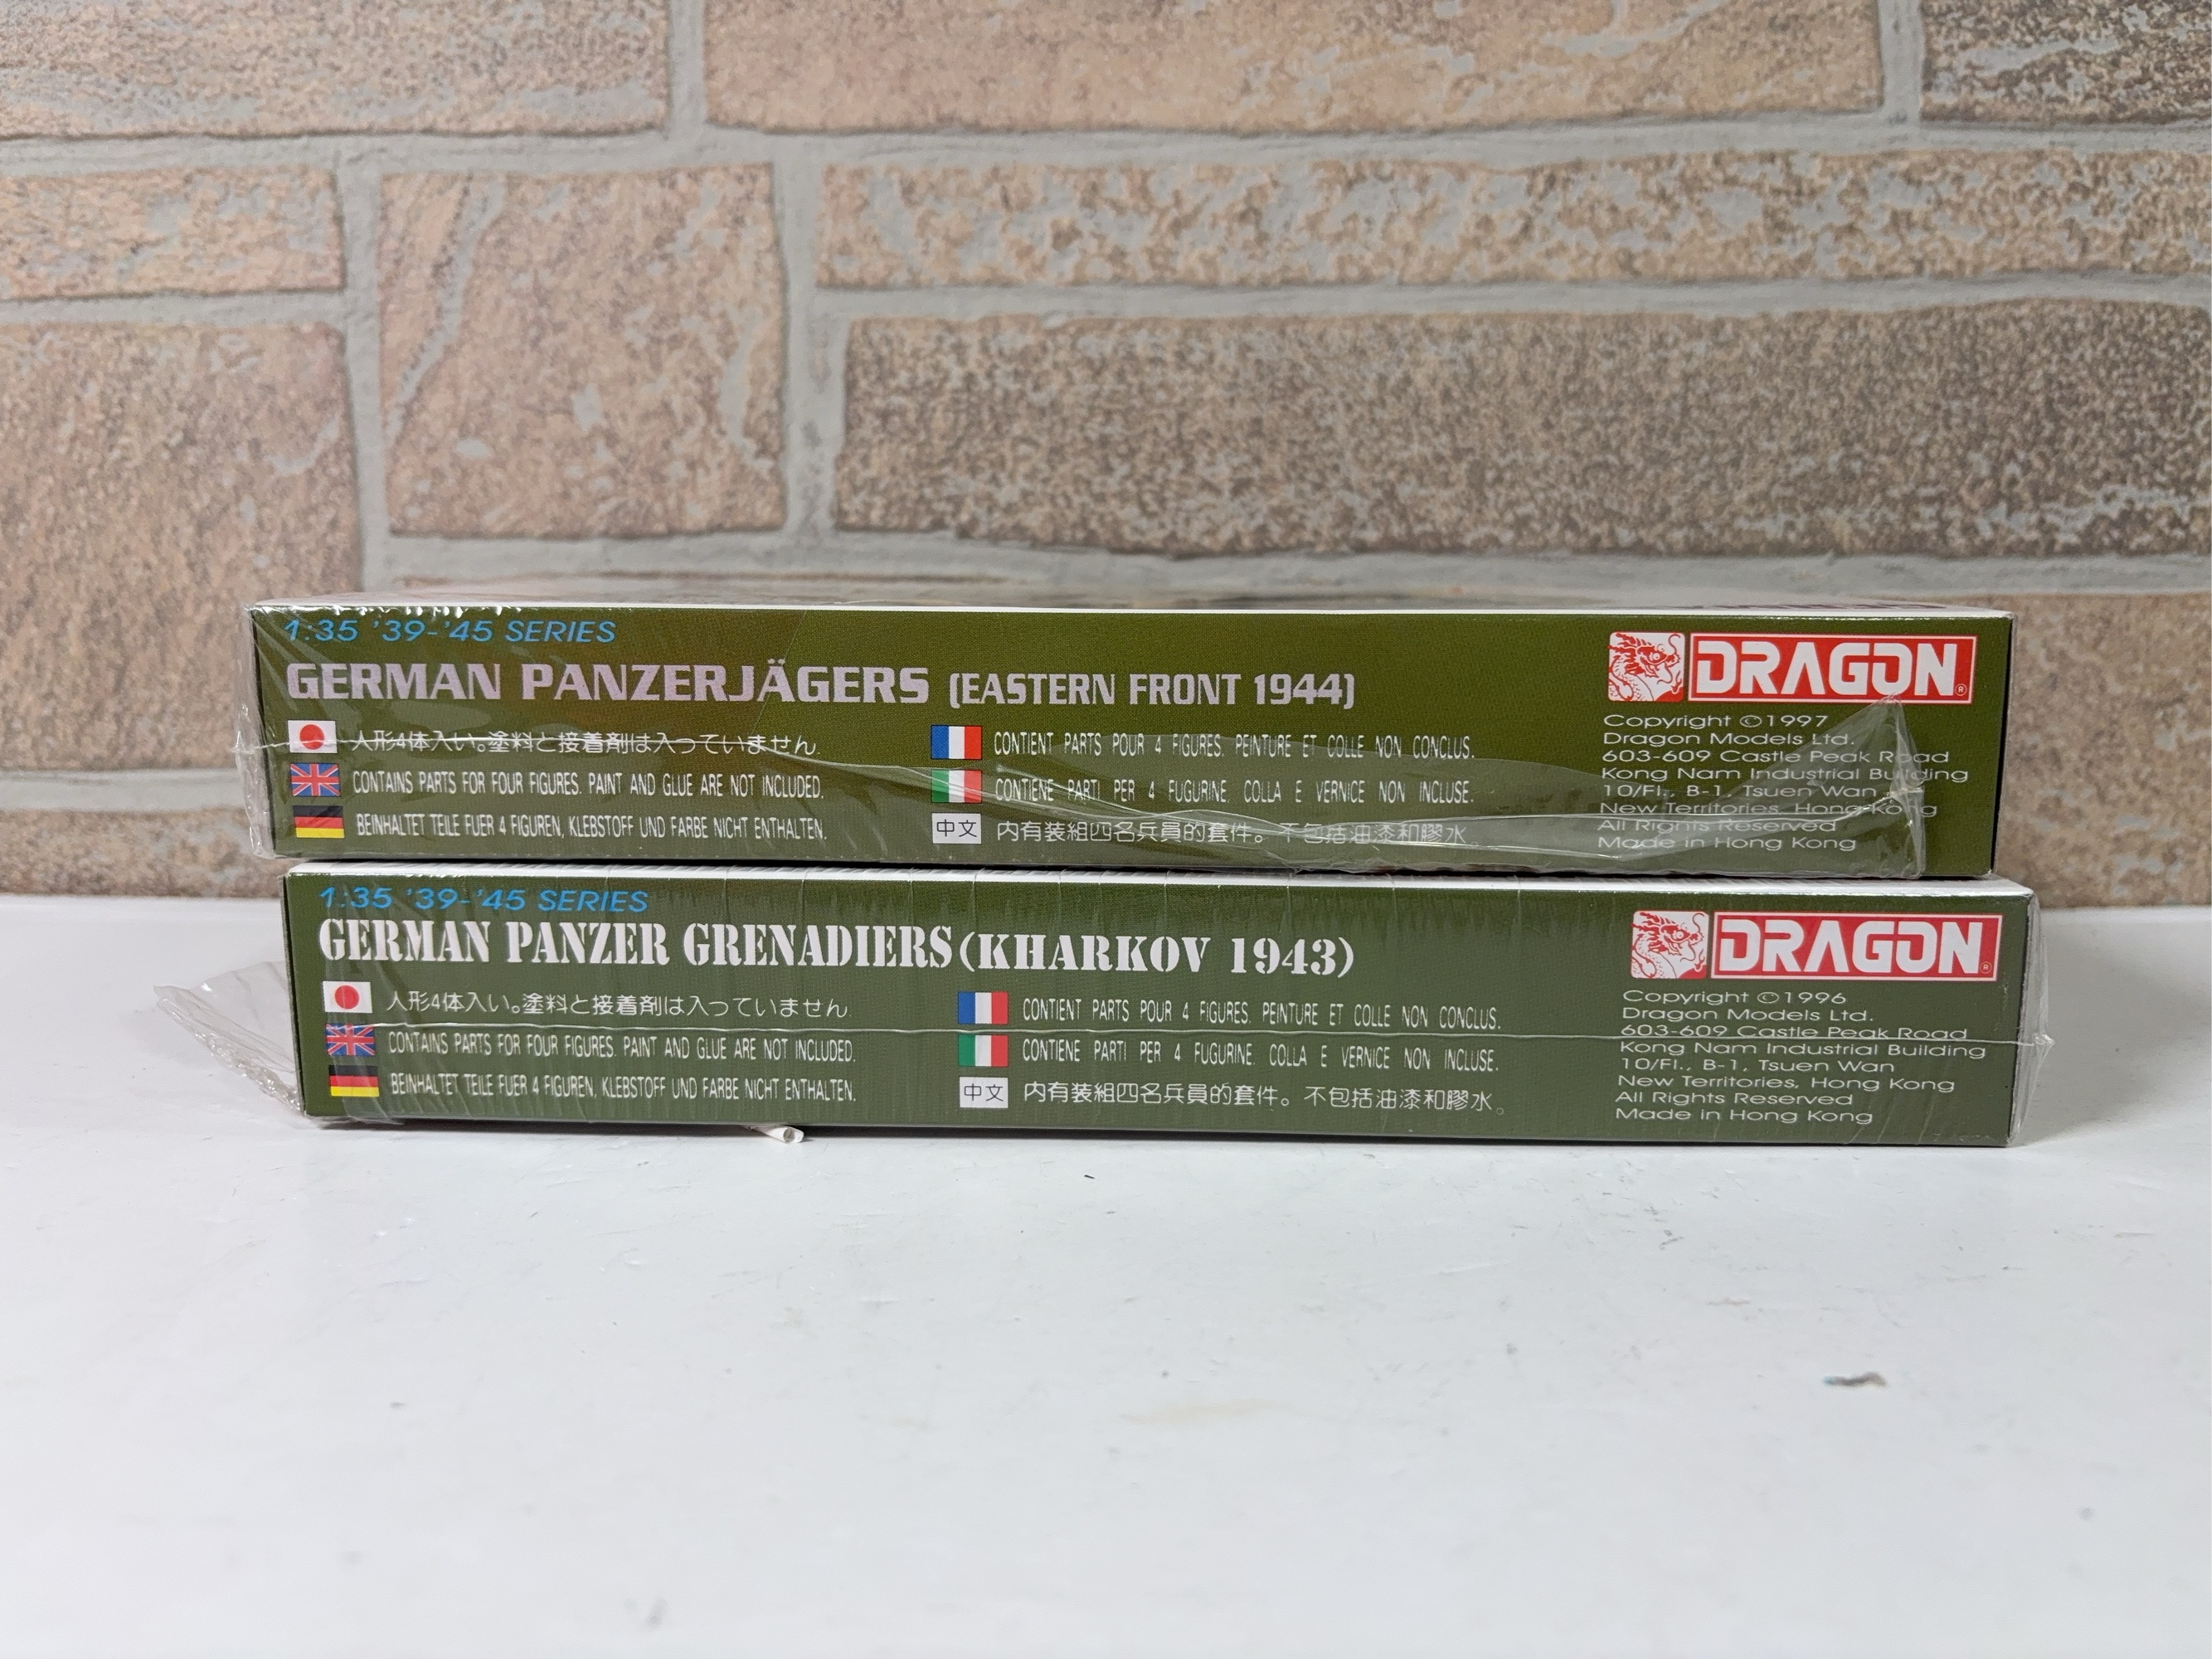 1:35 '39-'45 SERIES
GERMAN PANZERJÄGERS (EASTERN FRONT 1944)
人形4体入い。塗料と接着剤は入っていません
CONTAINS PARTS FOR FOUR FIGURES. PAINT AND GLUE ARE NOT INCLUDED.
BEINHALTET TEILE FUER 4 FIGUREN, KLEBSTOFF UND FARBE NICHT ENTHALTEN.
CONTIENT PARTS POUR 4 FIGURES. PEINTURE ET COLLE NON CONCLUS.
CONTIENE PARTI PER 4 FUGURINE. COLLA E VERNICE NON INCLUSE.
中文 内有装組四名兵員的套件。不包括油漆和膠水
DRAGON®
Copyright ©1997
Dragon Models Ltd.
603-609 Castle Peak Road
Kong Nam Industrial Building
10/Fl., B-1, Tsuen Wan
New Territories, Hong Kong
All Rights Reserved
Made in Hong Kong
1:35 '39-'45 SERIES
GERMAN PANZER GRENADIERS (KHARKOV 1943)
人形4体入い。塗料と接着剤は入っていません
CONTAINS PARTS FOR FOUR FIGURES. PAINT AND GLUE ARE NOT INCLUDED.
BEINHALTET TEILE FUER 4 FIGUREN, KLEBSTOFF UND FARBE NICHT ENTHALTEN.
CONTIENT PARTS POUR 4 FIGURES. PEINTURE ET COLLE NON CONCLUS.
CONTIENE PARTI PER 4 FUGURINE. COLLA E VERNICE NON INCLUSE.
中文 内有装組四名兵員的套件。不包括油漆和膠水。
DRAGON®
Copyright ©1996
Dragon Models Ltd.
603-609 Castle Peak Road
Kong Nam Industrial Building
10/Fl., B-1, Tsuen Wan
New Territories, Hong Kong
All Rights Reserved
Made in Hong Kong